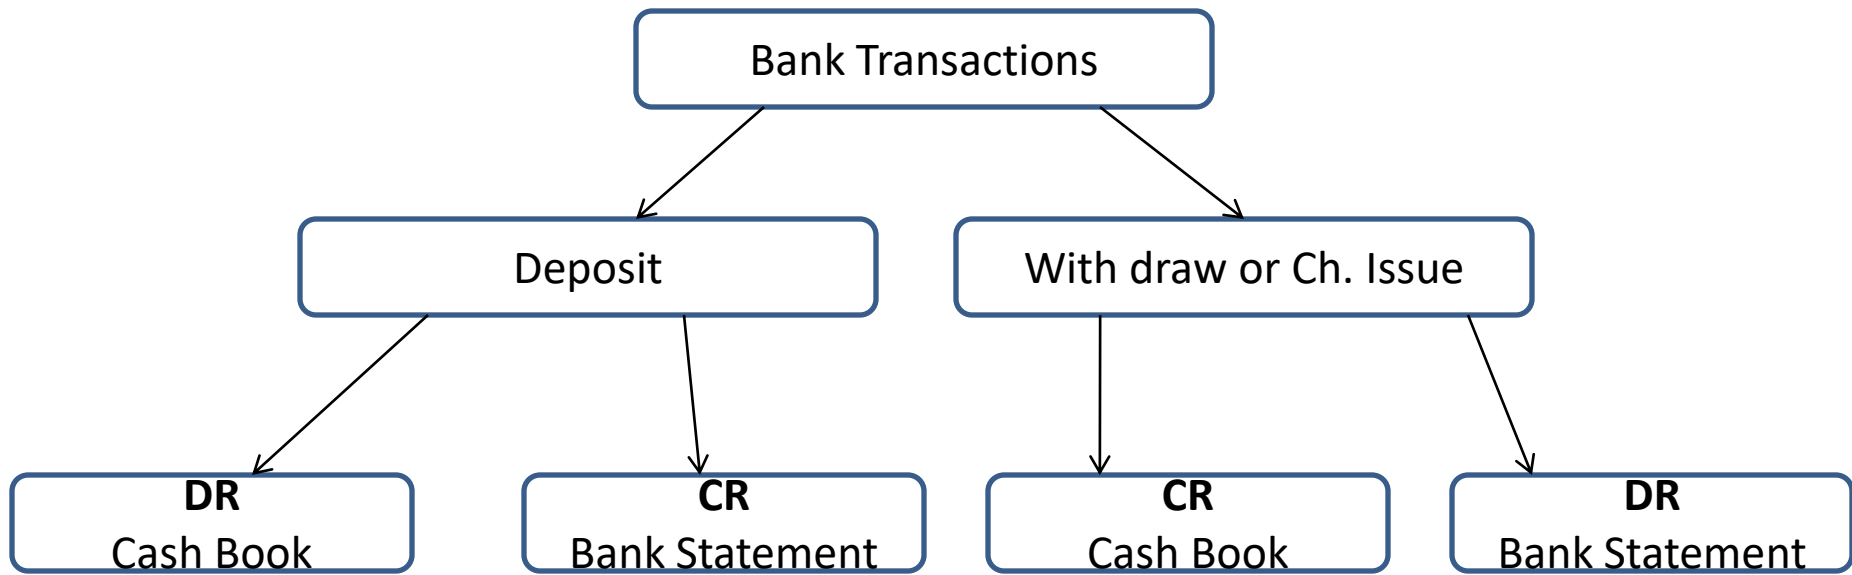 Bank Transactions
Deposit
With draw or Ch. Issue
DR
Cash Book
CR
Bank Statement
CR
Cash Book
DR
Bank Statement